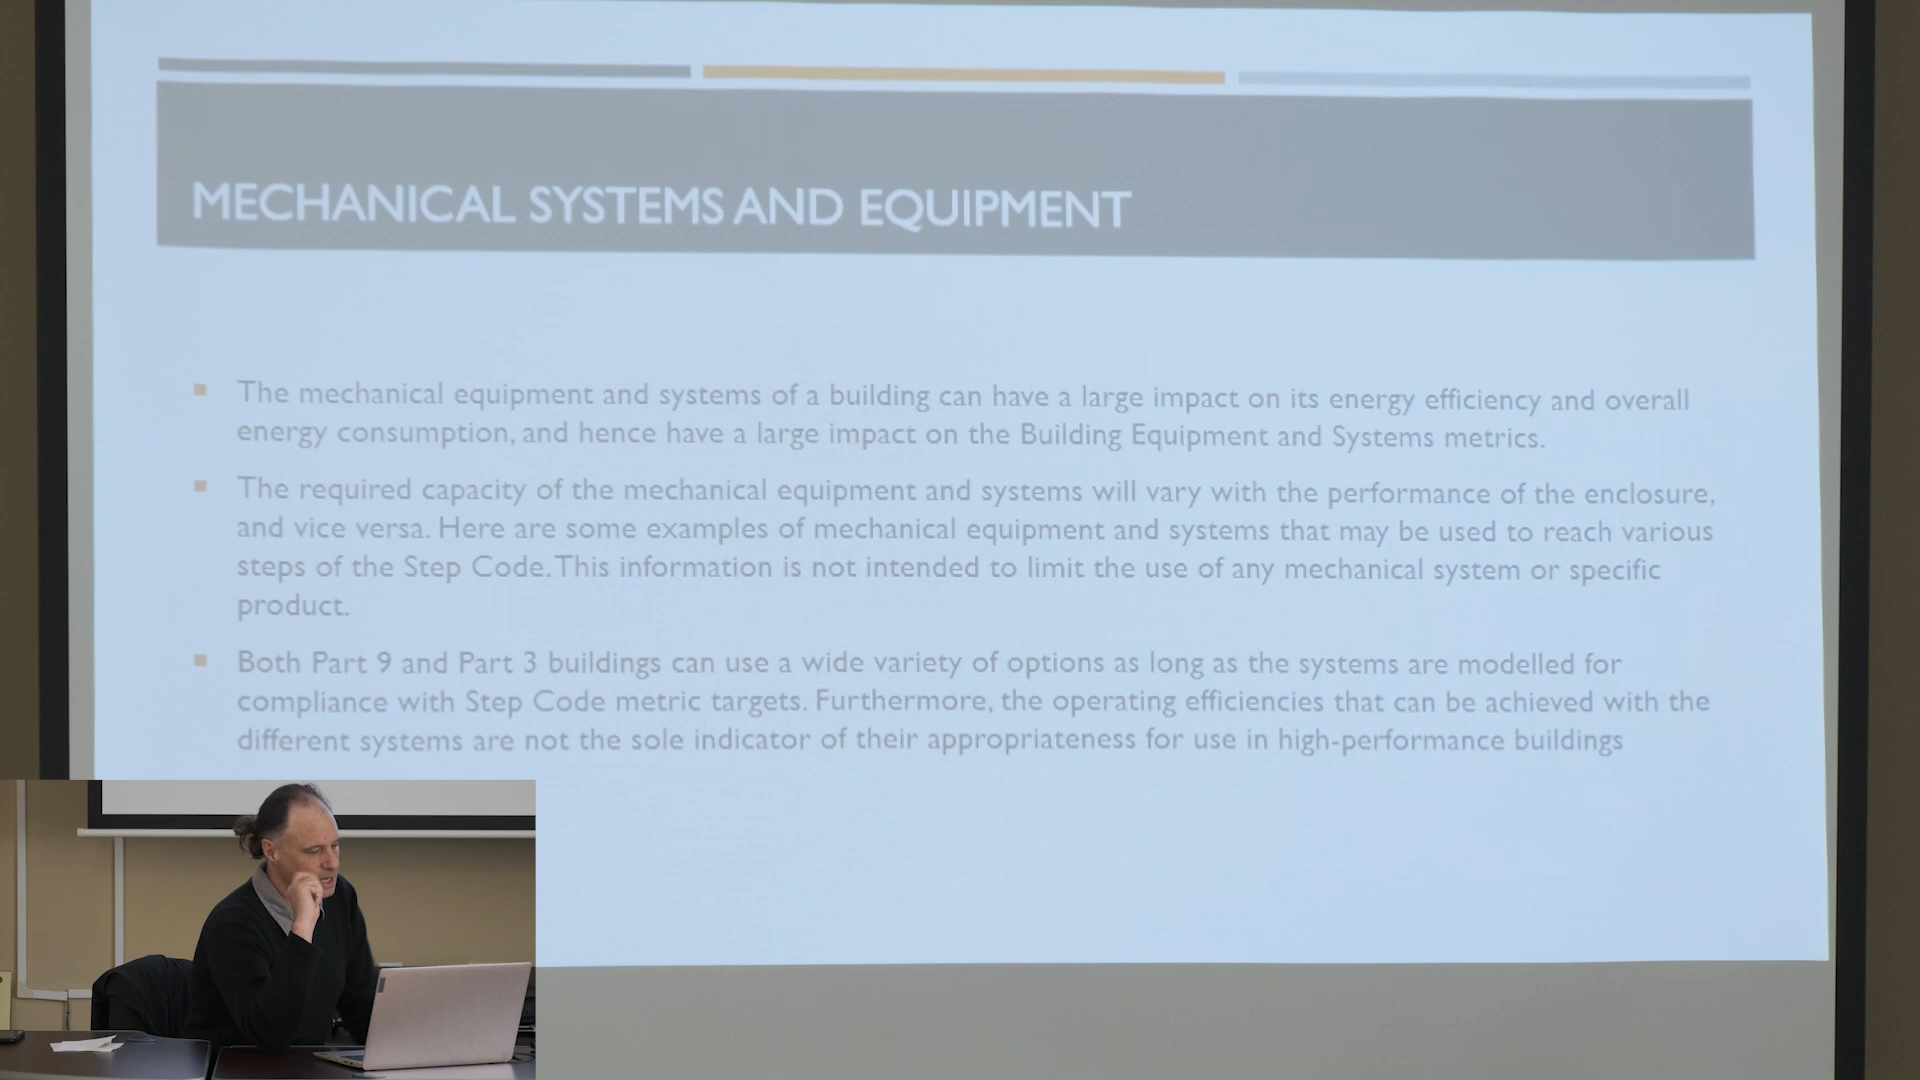 MECHANICAL SYSTEMS AND EQUIPMENT
The mechanical equipment and systems of a building can have a large impact on its energy efficiency and overall
energy consumption, and hence have a large impact on the Building Equipment and Systems metrics.
The required capacity of the mechanical equipment and systems will vary with the performance of the enclosure,
and vice versa. Here are some examples of mechanical equipment and systems that may be used to reach various
steps of the Step Code. This information is not intended to limit the use of any mechanical system or specific
product.
Both Part 9 and Part 3 buildings can use a wide variety of options as long as the systems are modelled for
compliance with Step Code metric targets. Furthermore, the operating efficiencies that can be achieved with the
different systems are not the sole indicator of their appropriateness for use in high-performance buildings